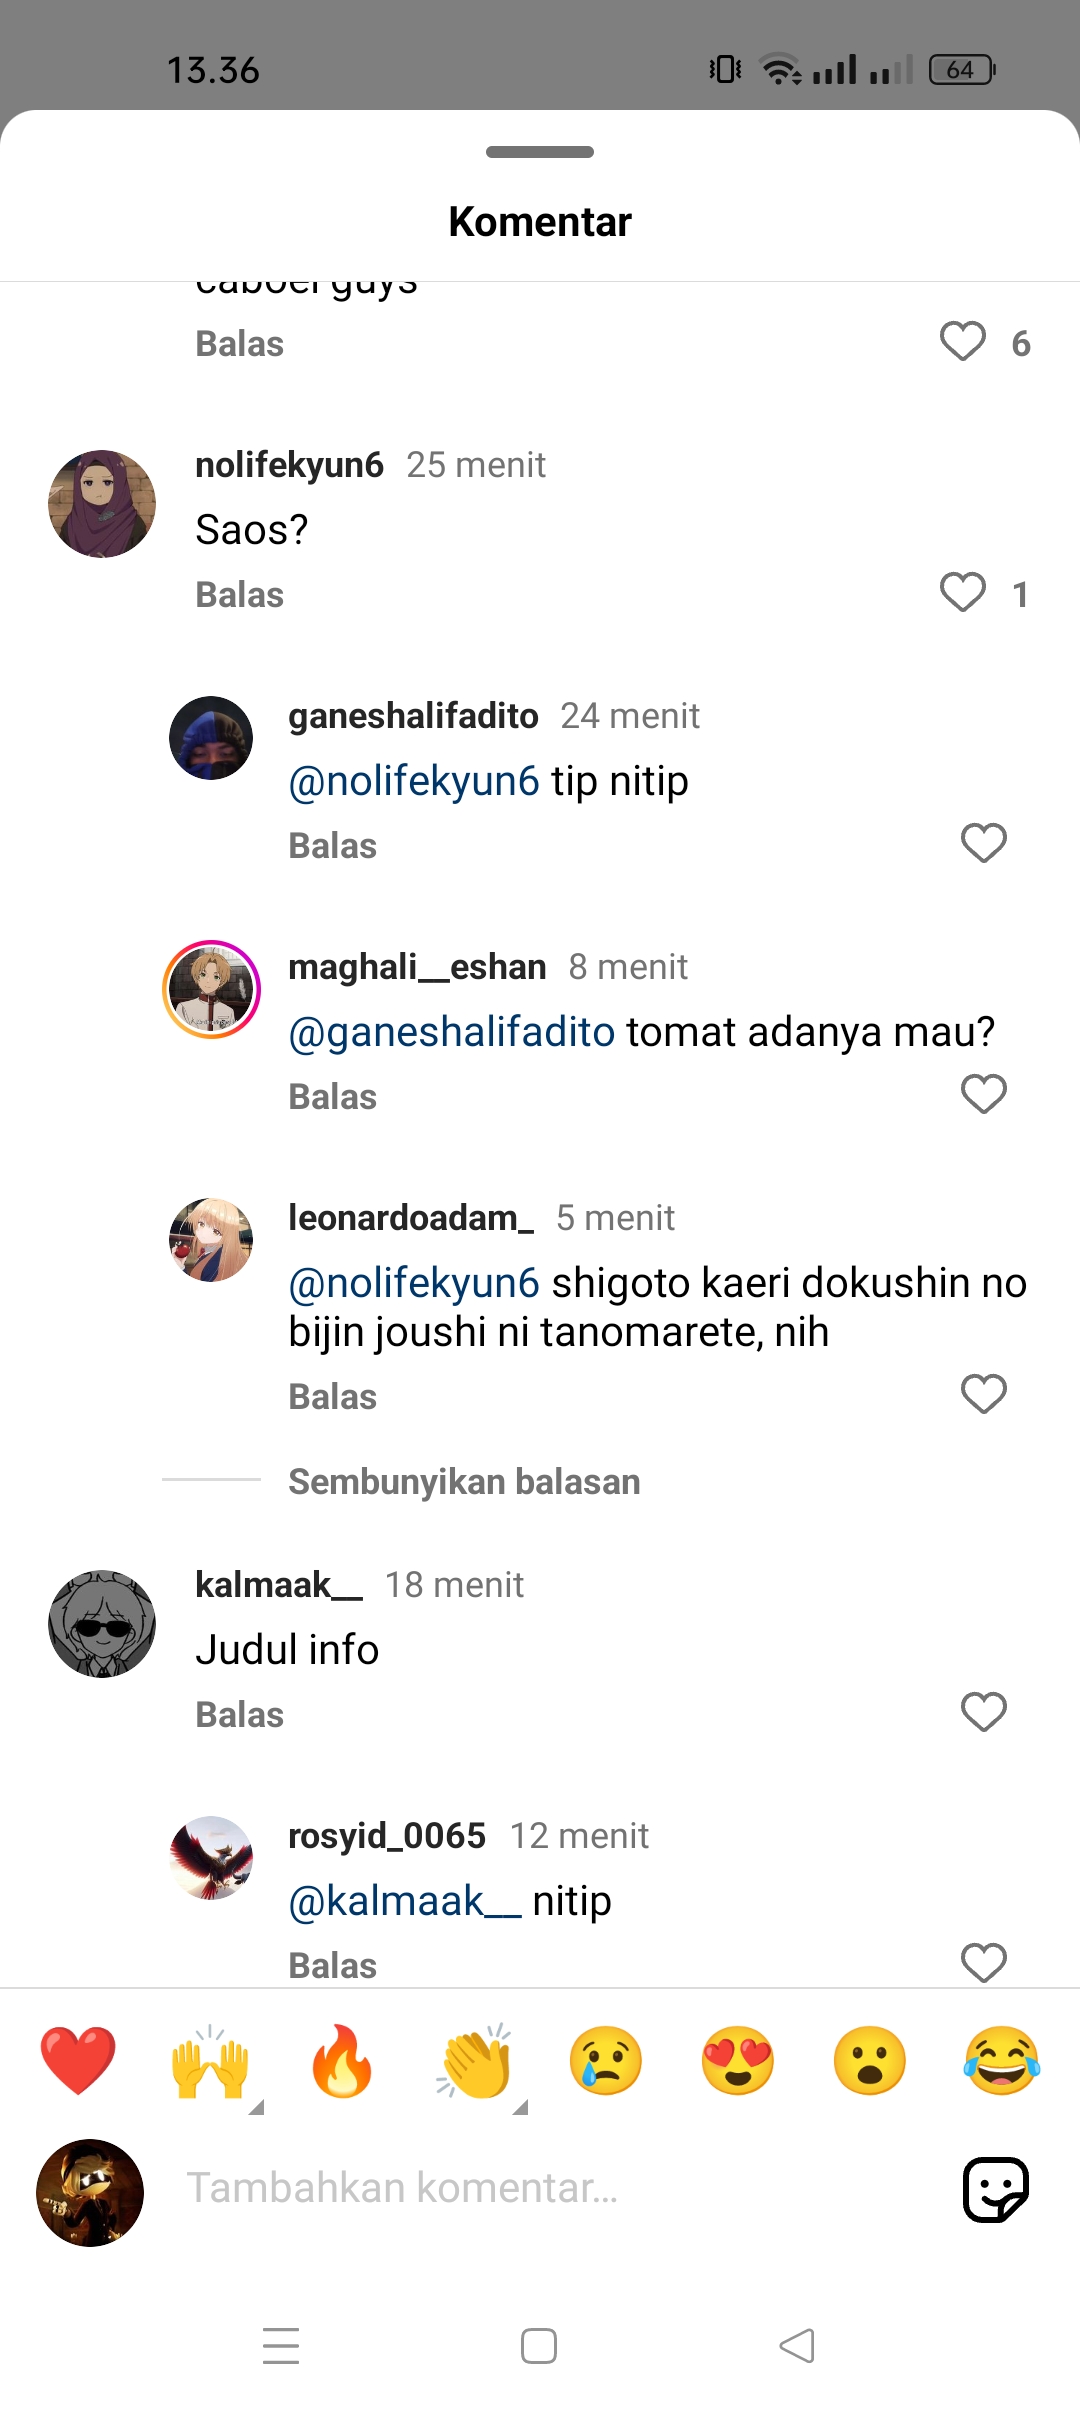 13.36
64
Komentar
caboel guys
Balas
6
nolifekyun6 25 menit
Saos?
Balas
1
ganeshalifadito 24 menit
@nolifekyun6 tip nitip
Balas
maghali__eshan 8 menit
@ganeshalifadito tomat adanya mau?
Balas
leonardoadam_ 5 menit
@nolifekyun6 shigoto kaeri dokushin no
bijin joushi ni tanomarete, nih
Balas
Sembunyikan balasan
kalmaak__ 18 menit
Judul info
Balas
rosyid_0065 12 menit
@kalmaak__ nitip
Balas
Tambahkan komentar...